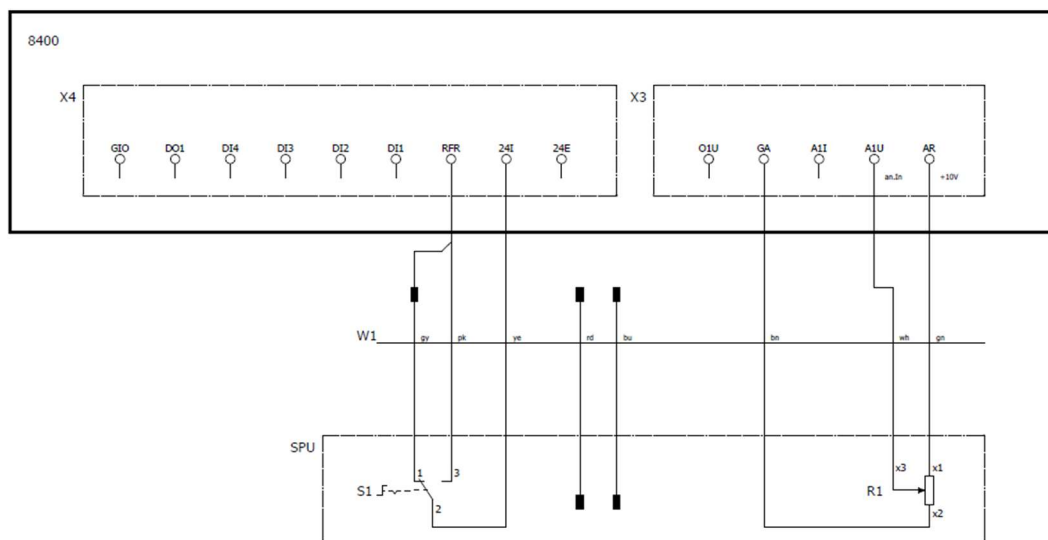 8400
X4
X3
GIO DO1 DI4 DI3 DI2 DI1 RFR 24I 24E
O1U GA A1I A1U AR
an.In +10V
W1
gy pk ye rd bu bn wh gn
SPU
1 3
x3 x1
S1
R1
2
x2